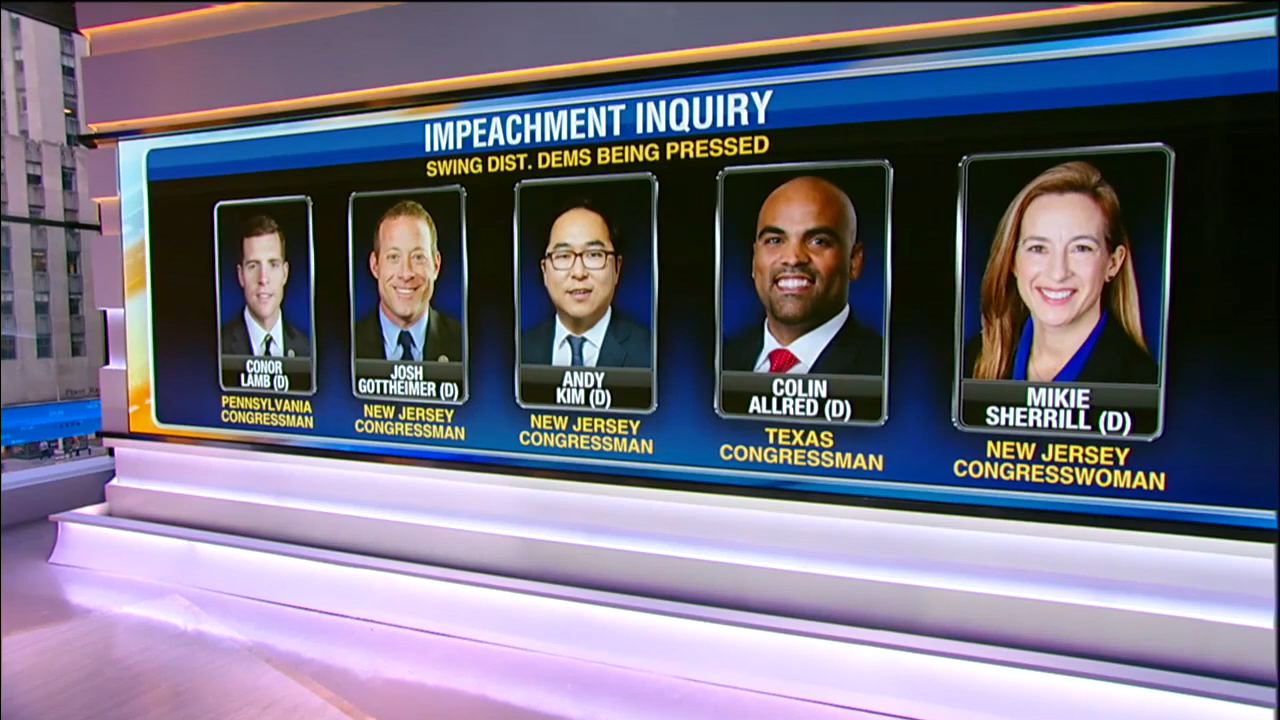 IMPEACHMENT INQUIRY
SWING DIST. DEMS BEING PRESSED
CONOR
LAMB (D)
PENNSYLVANIA
CONGRESSMAN
JOSH
GOTTHEIMER (D)
NEW JERSEY
CONGRESSMAN
ANDY
KIM (D)
NEW JERSEY
CONGRESSMAN
COLIN
ALLRED (D)
TEXAS
CONGRESSMAN
MIKIE
SHERRILL (D)
NEW JERSEY
CONGRESSWOMAN